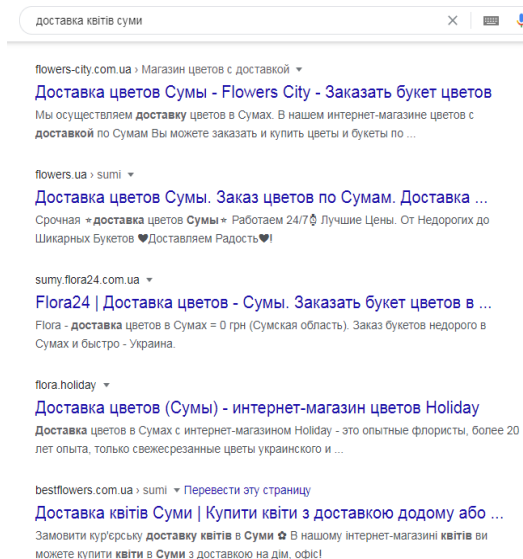 доставка квітів суми
flowers-city.com.ua › Магазин цветов с доставкой
Доставка цветов Сумы - Flowers City - Заказать букет цветов
Мы осуществляем доставку цветов в Сумах. В нашем интернет-магазине цветов с
доставкой по Сумам Вы можете заказать и купить цветы и букеты по ...
flowers.ua › sumi
Доставка цветов Сумы. Заказ цветов по Сумам. Доставка ...
Срочная ⭐доставка цветов Сумы⭐ Работаем 24/7⌚ Лучшие Цены. От Недорогих до
Шикарных Букетов ♥Доставляем Радость♥!
sumy.flora24.com.ua
Flora24 | Доставка цветов - Сумы. Заказать букет цветов в ...
Flora - доставка цветов в Сумах = 0 грн (Сумская область). Заказ букетов недорого в
Сумах и быстро - Украина.
flora.holiday
Доставка цветов (Сумы) - интернет-магазин цветов Holiday
Доставка цветов в Сумах с интернет-магазином Holiday - это опытные флористы, более 20
лет опыта, только свежесрезанные цветы украинского и ...
bestflowers.com.ua › sumi Перевести эту страницу
Доставка квітів Суми | Купити квіти з доставкою додому або ...
Замовити кур'єрську доставку квітів в Суми ✿ В нашому інтернет-магазині квітів ви
можете купити квіти в Суми з доставкою на дім, офіс!